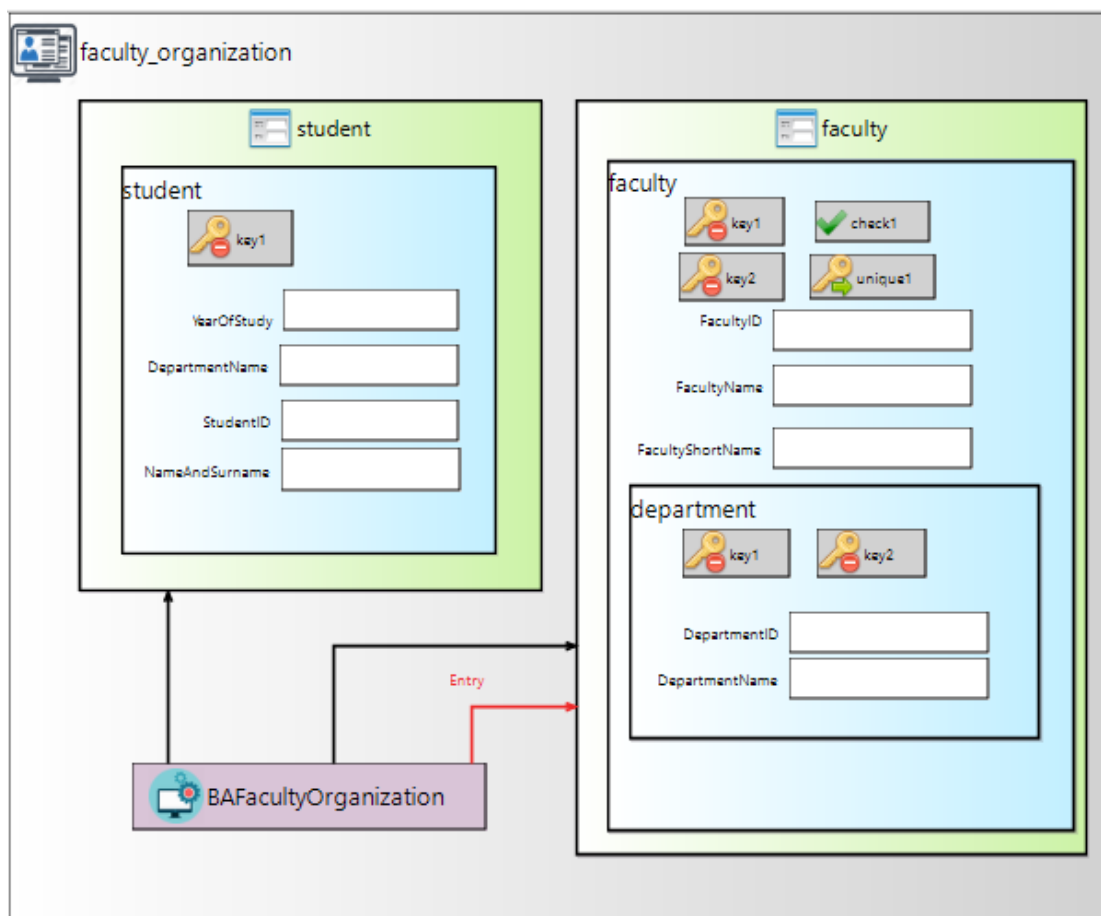 faculty_organization
student
student
key1
YearOfStudy
DepartmentName
StudentID
NameAndSurname
faculty
faculty
key1
check1
key2
unique1
FacultyID
FacultyName
FacultyShortName
department
key1
key2
DepartmentID
DepartmentName
Entry
BAFacultyOrganization